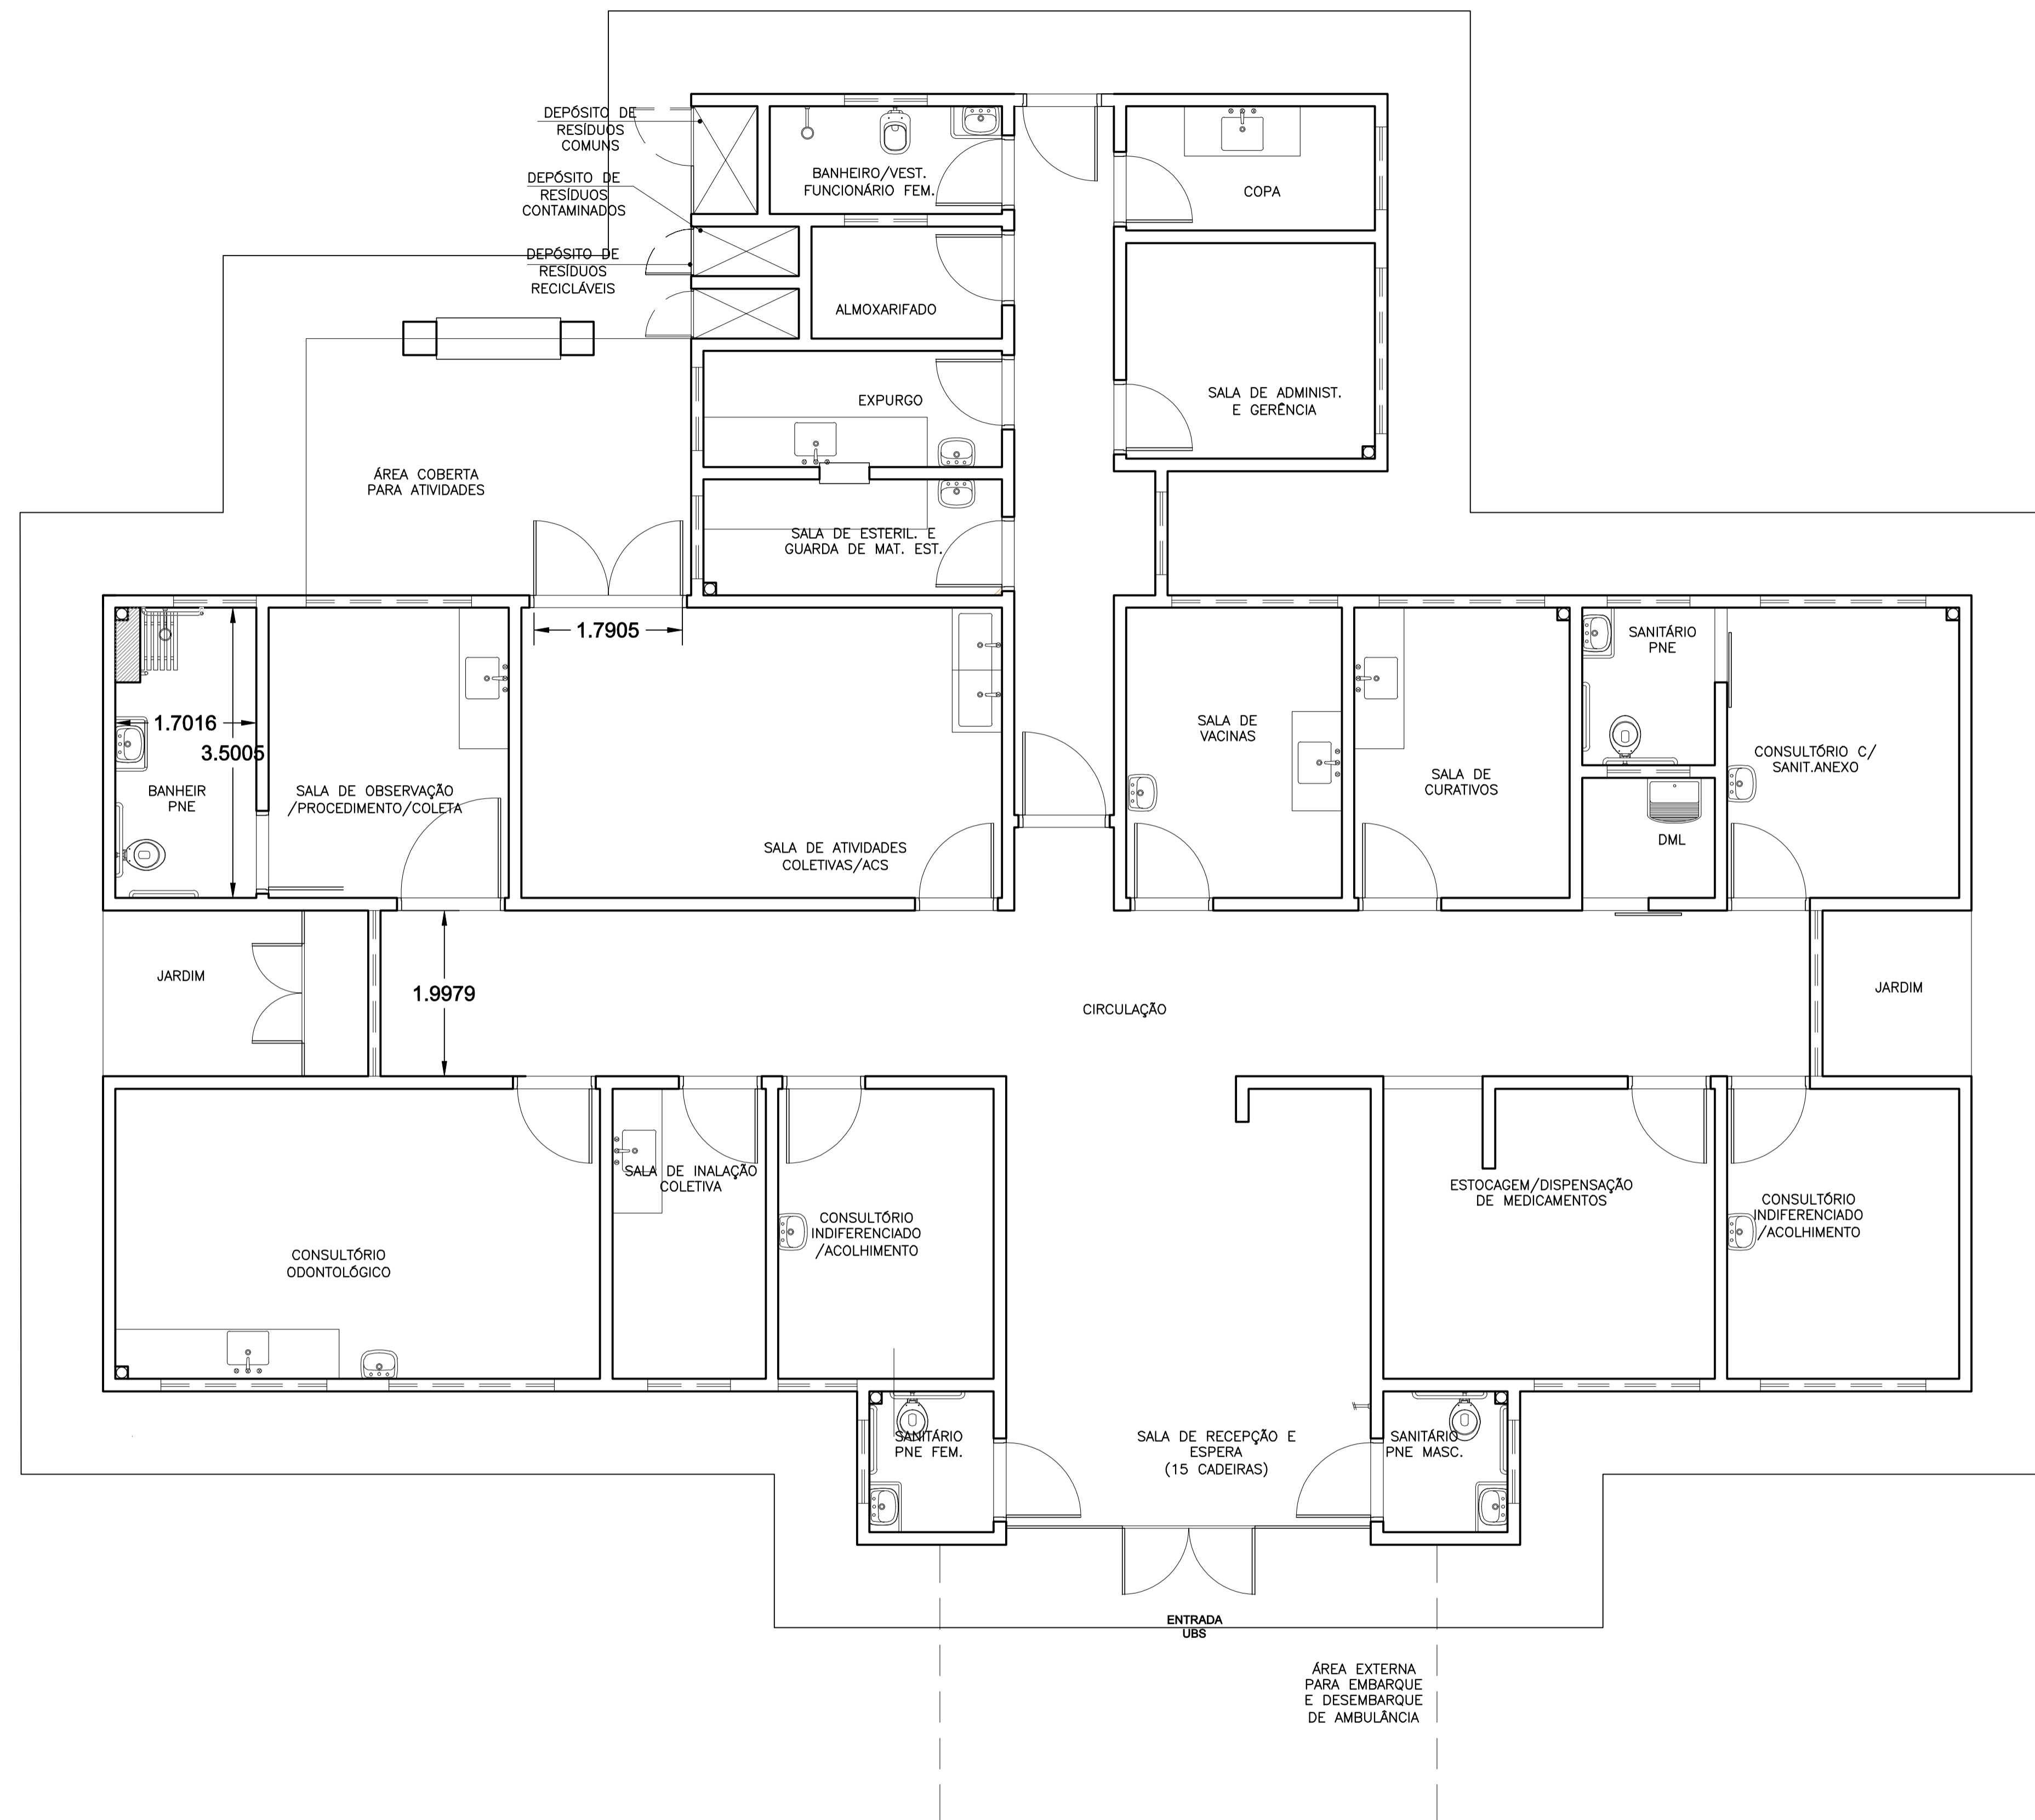 DEPÓSITO DE
RESÍDUOS
COMUNS
DEPÓSITO DE
RESÍDUOS
CONTAMINADOS
DEPÓSITO DE
RESÍDUOS
RECICLÁVEIS
BANHEIRO/VEST.
FUNCIONÁRIO FEM.
COPA
ALMOXARIFADO
SALA DE ADMINIST.
E GERÊNCIA
EXPURGO
ÁREA COBERTA
PARA ATIVIDADES
SALA DE ESTERIL. E
GUARDA DE MAT. EST.
1.7905
1.7016
3.5005
BANHEIR
PNE
SALA DE OBSERVAÇÃO
/PROCEDIMENTO/COLETA
SALA DE ATIVIDADES
COLETIVAS/ACS
SALA DE
VACINAS
SALA DE
CURATIVOS
SANITÁRIO
PNE
CONSULTÓRIO C/
SANIT.ANEXO
DML
JARDIM
1.9979
CIRCULAÇÃO
JARDIM
CONSULTÓRIO
ODONTOLÓGICO
SALA DE INALAÇÃO
COLETIVA
CONSULTÓRIO
INDIFERENCIADO
/ACOLHIMENTO
ESTOCAGEM/DISPENSAÇÃO
DE MEDICAMENTOS
CONSULTÓRIO
INDIFERENCIADO
/ACOLHIMENTO
SANITÁRIO
PNE FEM.
SALA DE RECEPÇÃO E
ESPERA
(15 CADEIRAS)
SANITÁRIO
PNE MASC.
ENTRADA
UBS
ÁREA EXTERNA
PARA EMBARQUE
E DESEMBARQUE
DE AMBULÂNCIA